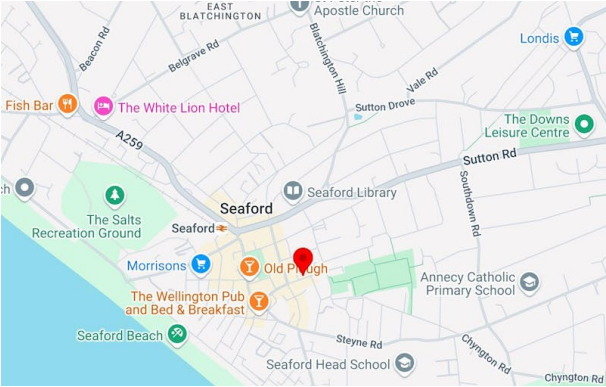 EAST
BLATCHINGTON
Apostle Church
Londis
Beacon Rd
Belgrave Rd
Blatchington Hill
Vale Rd
Fish Bar
The White Lion Hotel
Sutton Drove
The Downs
Leisure Centre
A259
Sutton Rd
ch
Seaford Library
Southdown Rd
The Salts
Recreation Ground
Seaford
Seaford
Morrisons
Old Plough
Annecy Catholic
Primary School
The Wellington Pub
and Bed & Breakfast
Seaford Beach
Steyne Rd
Chyngton Rd
Seaford Head School
Chyngton Rd